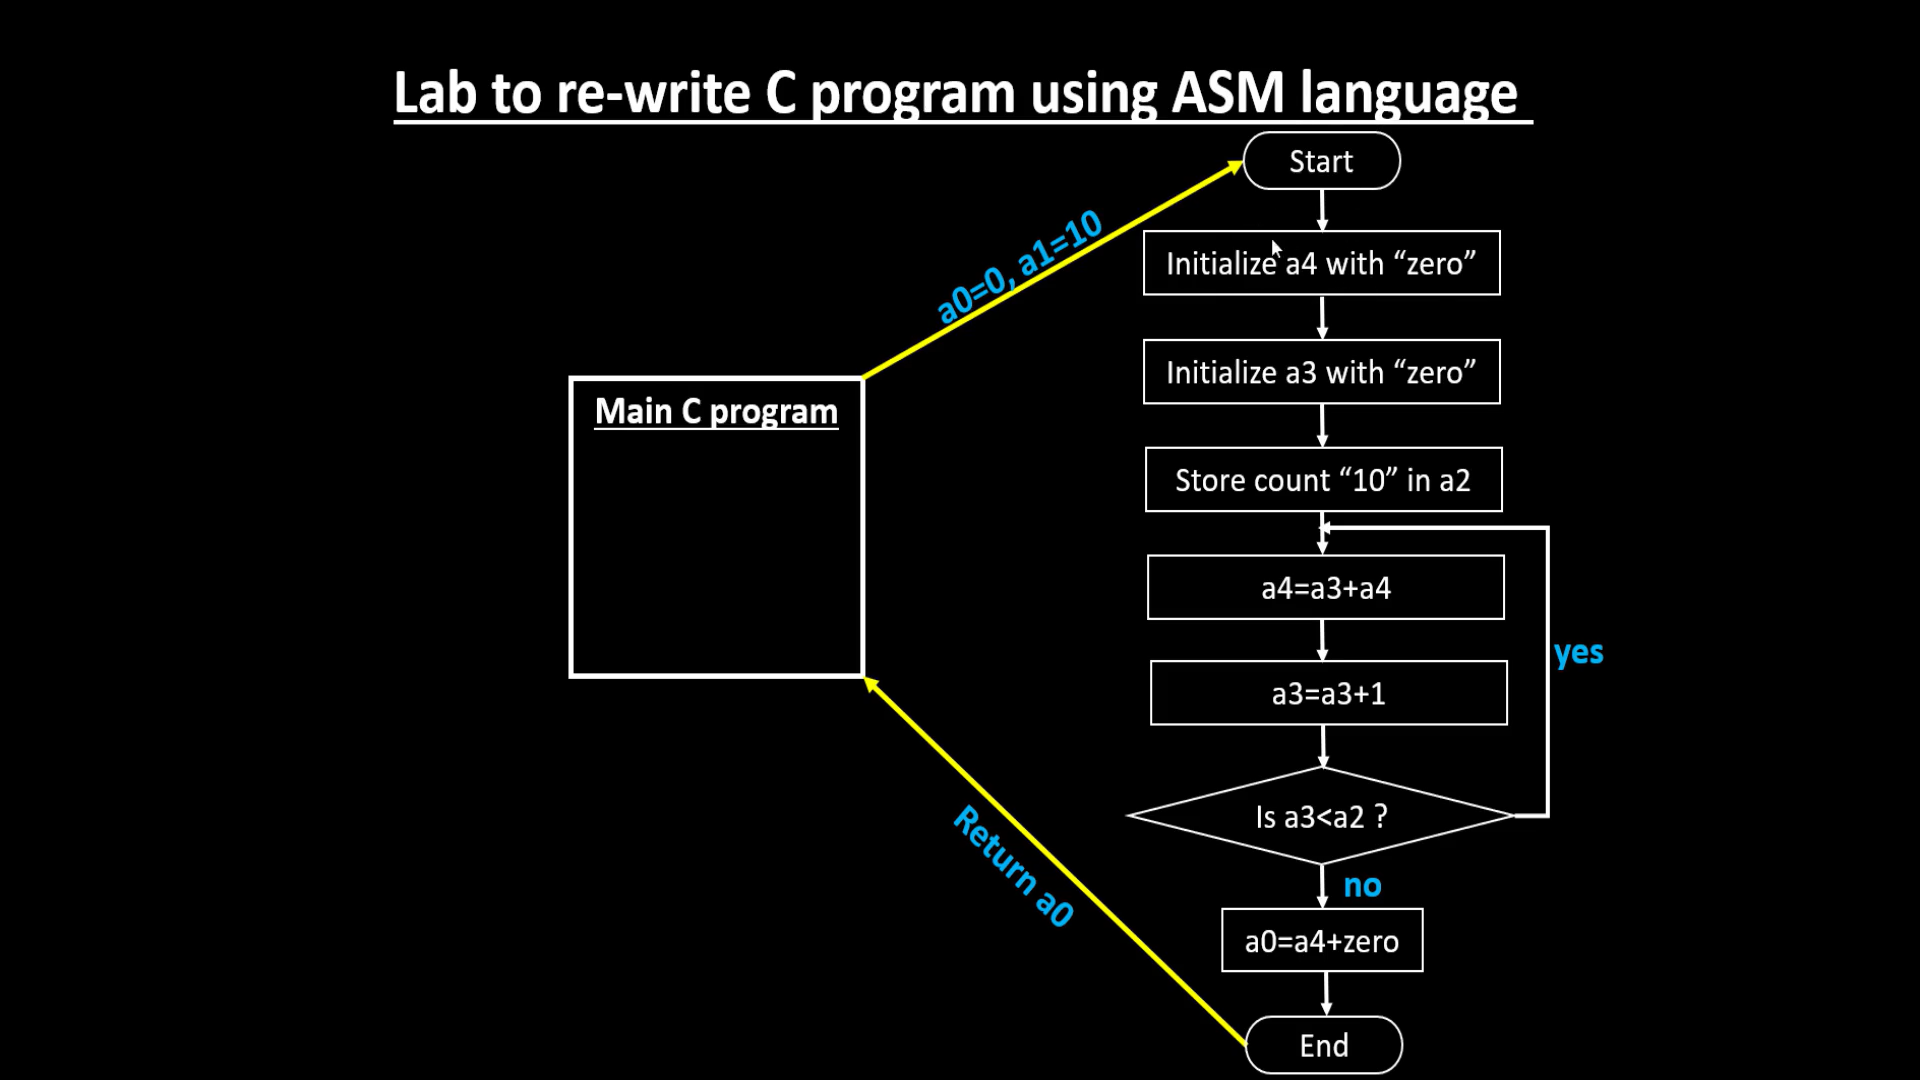 Lab to re-write C program using ASM language
Start
a0=0, a1=10
Initialize a4 with “zero”
Initialize a3 with “zero”
Main C program
Store count “10” in a2
a4=a3+a4
yes
a3=a3+1
Is a3<a2 ?
no
Return a0
a0=a4+zero
End